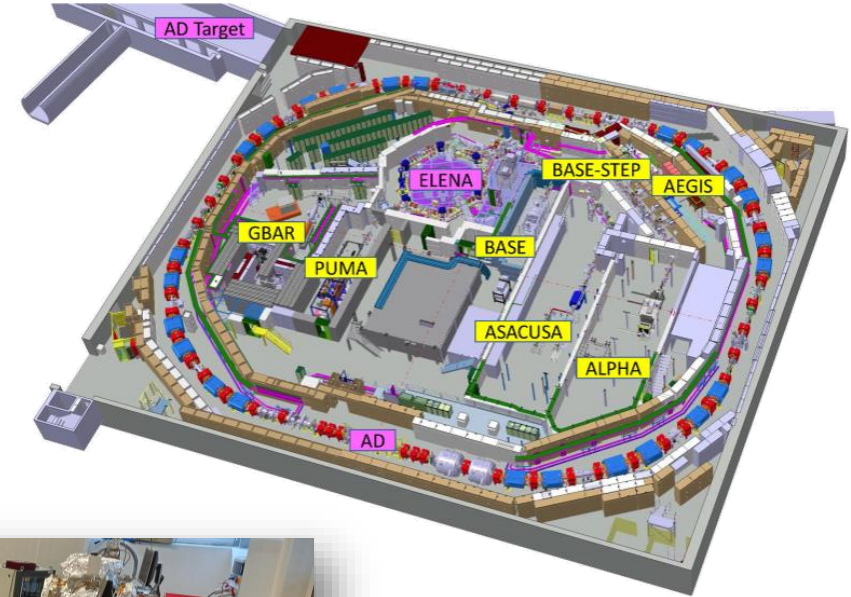 AD Target
ELENA
BASE-STEP
AEGIS
GBAR
BASE
PUMA
ASACUSA
ALPHA
AD